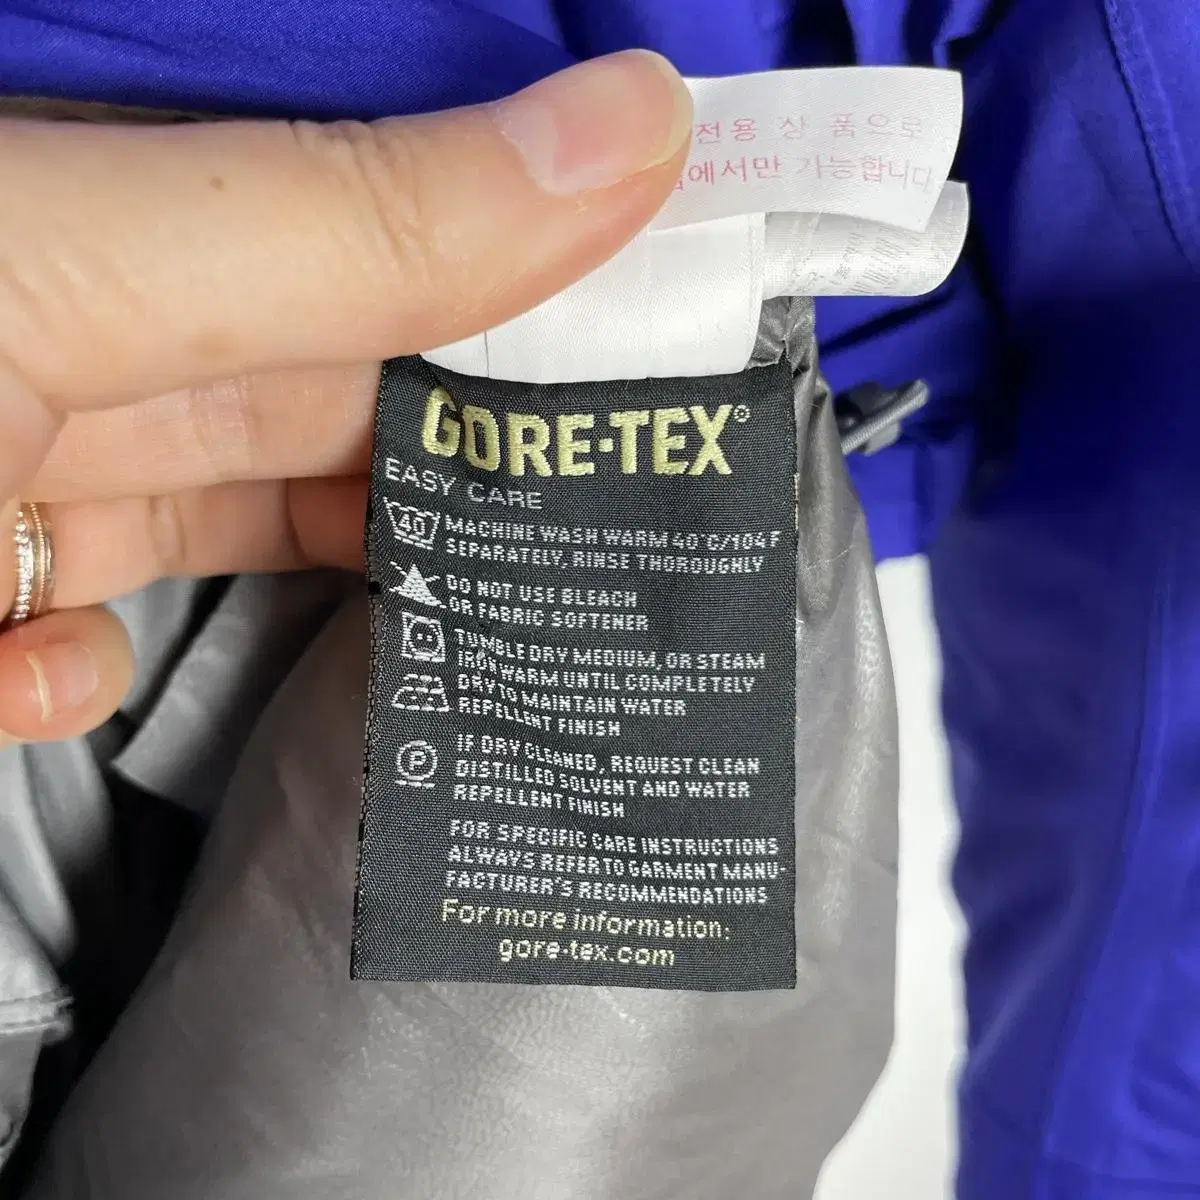 전용 상 품으로
에서만 가능합니다
GORE-TEX®
EASY CARE
40 MACHINE WASH WARM 40°C/104 F
SEPARATELY, RINSE THOROUGHLY
DO NOT USE BLEACH
OR FABRIC SOFTENER
TUMBLE DRY MEDIUM, OR STEAM
IRON WARM UNTIL COMPLETELY
DRY TO MAINTAIN WATER
REPELLENT FINISH
P
IF DRY CLEANED, REQUEST CLEAN
DISTILLED SOLVENT AND WATER
REPELLENT FINISH
FOR SPECIFIC CARE INSTRUCTIONS
ALWAYS REFER TO GARMENT MANU-
FACTURER'S RECOMMENDATIONS
For more information:
gore-tex.com